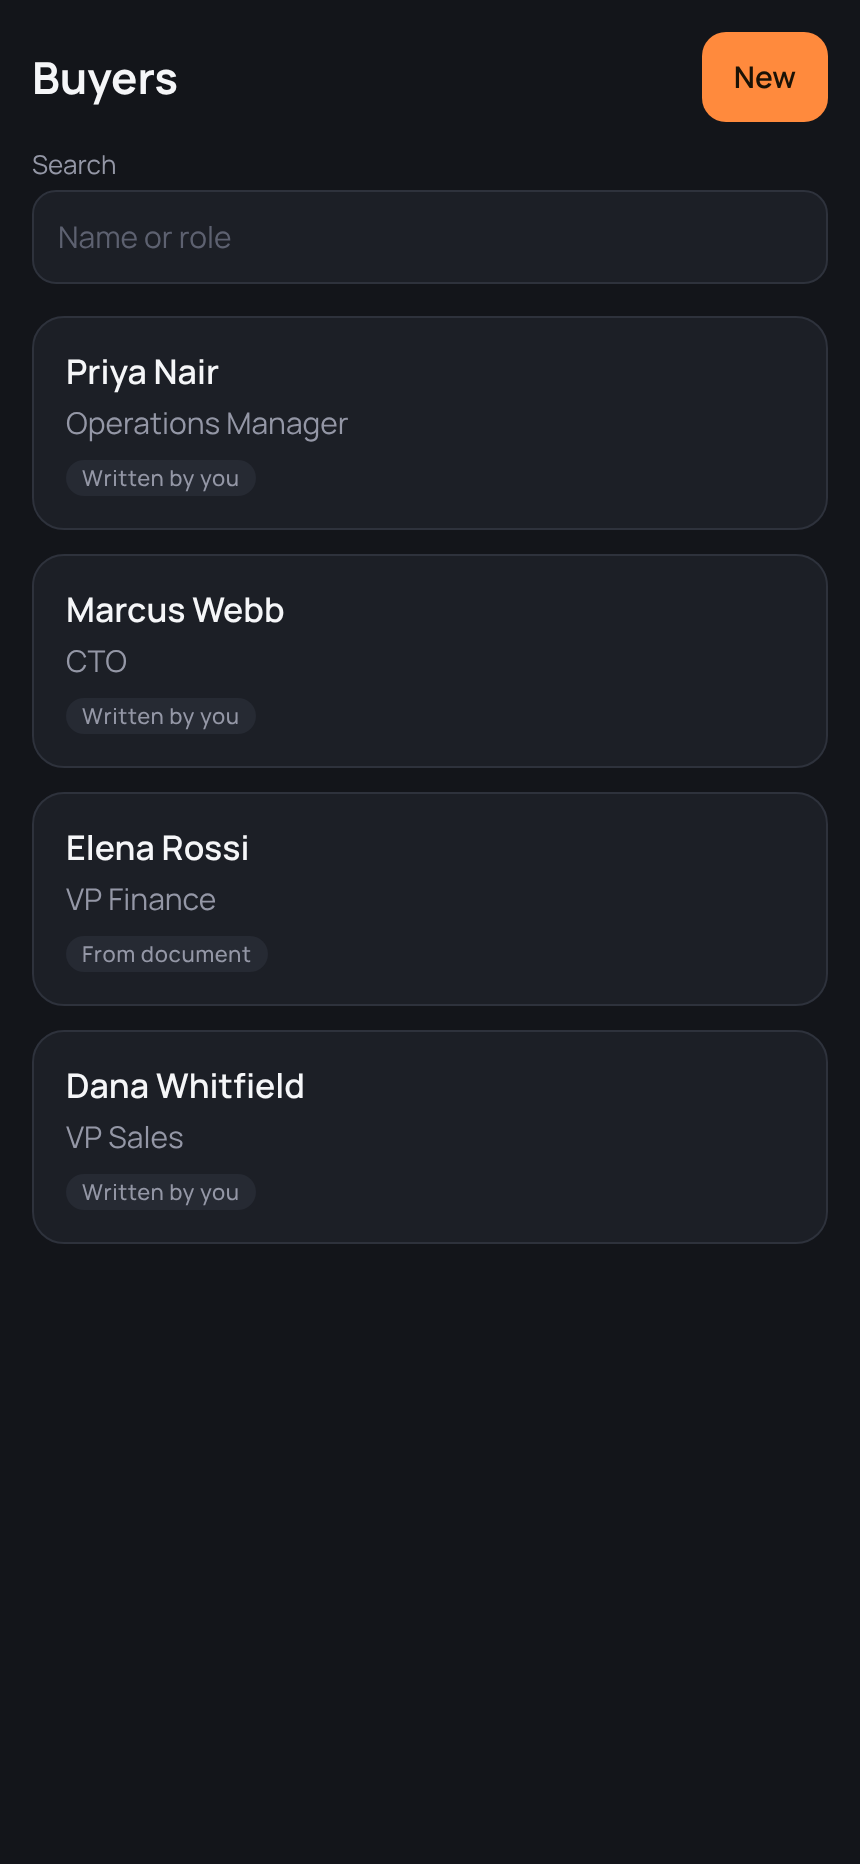 Buyers
New
Search
Name or role
Priya Nair
Operations Manager
Written by you
Marcus Webb
CTO
Written by you
Elena Rossi
VP Finance
From document
Dana Whitfield
VP Sales
Written by you